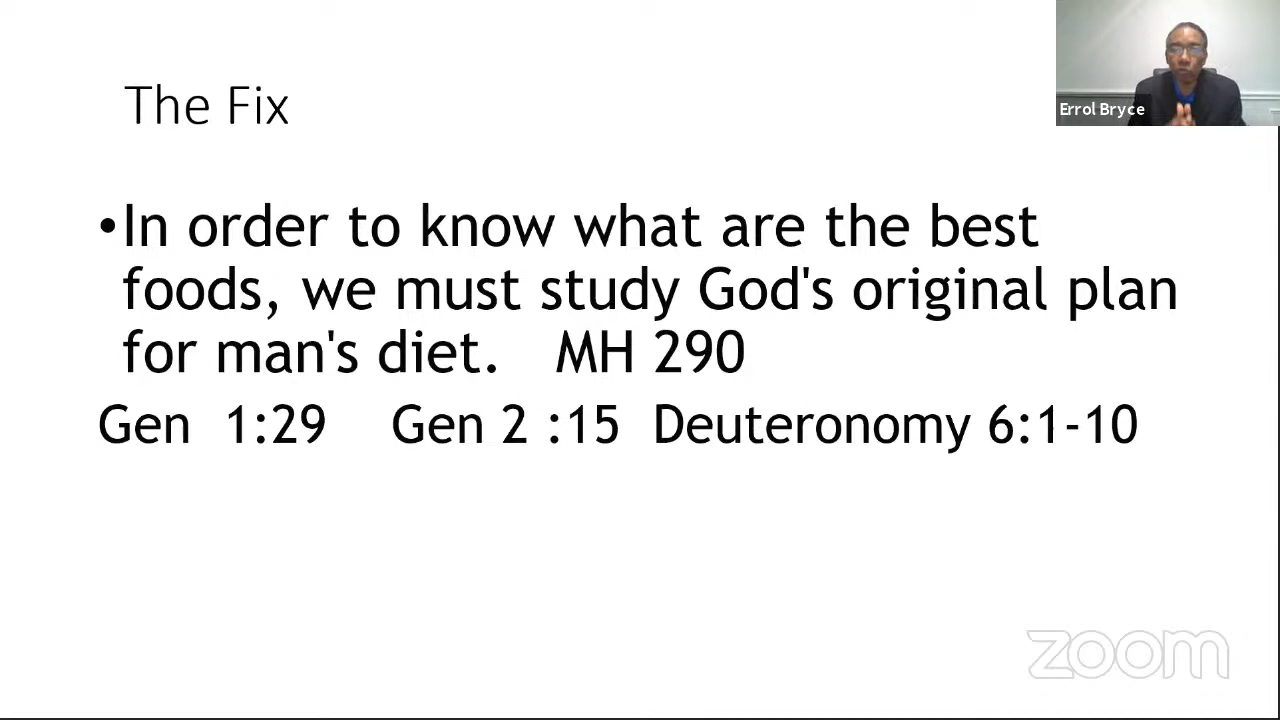 The Fix
Errol Bryce
•In order to know what are the best
foods, we must study God's original plan
for man's diet. MH 290
Gen 1:29 Gen 2 :15 Deuteronomy 6:1-10
zoom